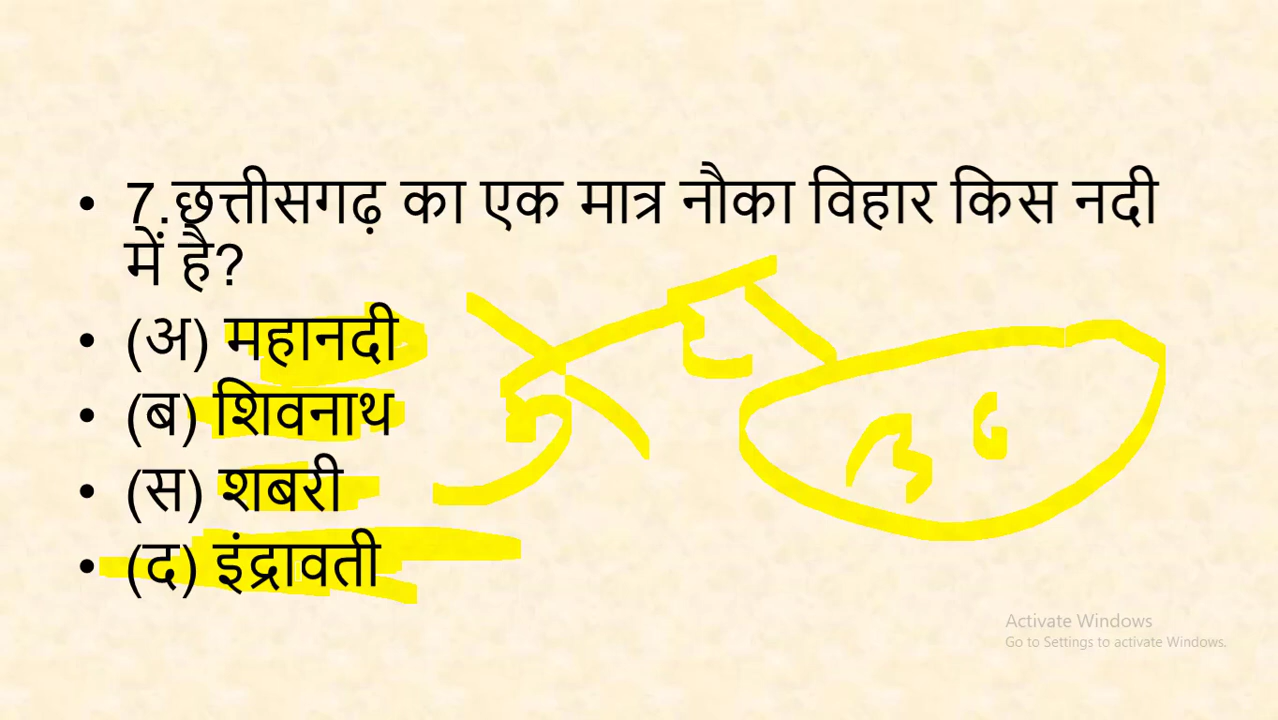 • 7.छत्तीसगढ़ का एक मात्र नौका विहार किस नदी
में है?
• (अ) महानदी
• (ब) शिवनाथ
• (स) शबरी
• (द) इंद्रावती
Activate Windows
Go to Settings to activate Windows.